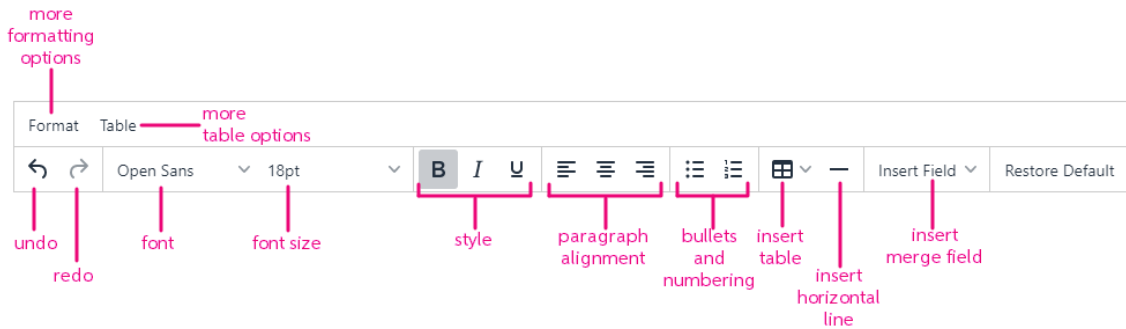 more
formatting
options
Format Table
more
table options
Open Sans 18pt B I U Insert Field Restore Default
undo
redo
font
font size
style
paragraph
alignment
bullets
and
numbering
insert
table
insert
horizontal
line
insert
merge field